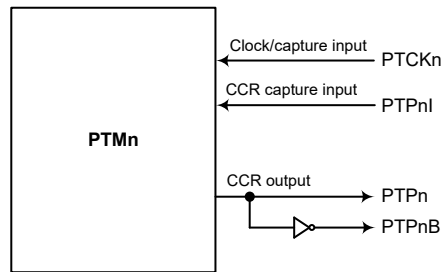 Clock/capture input
PTCKn
CCR capture input
PTPnI
PTMn
CCR output
PTPn
PTPnB